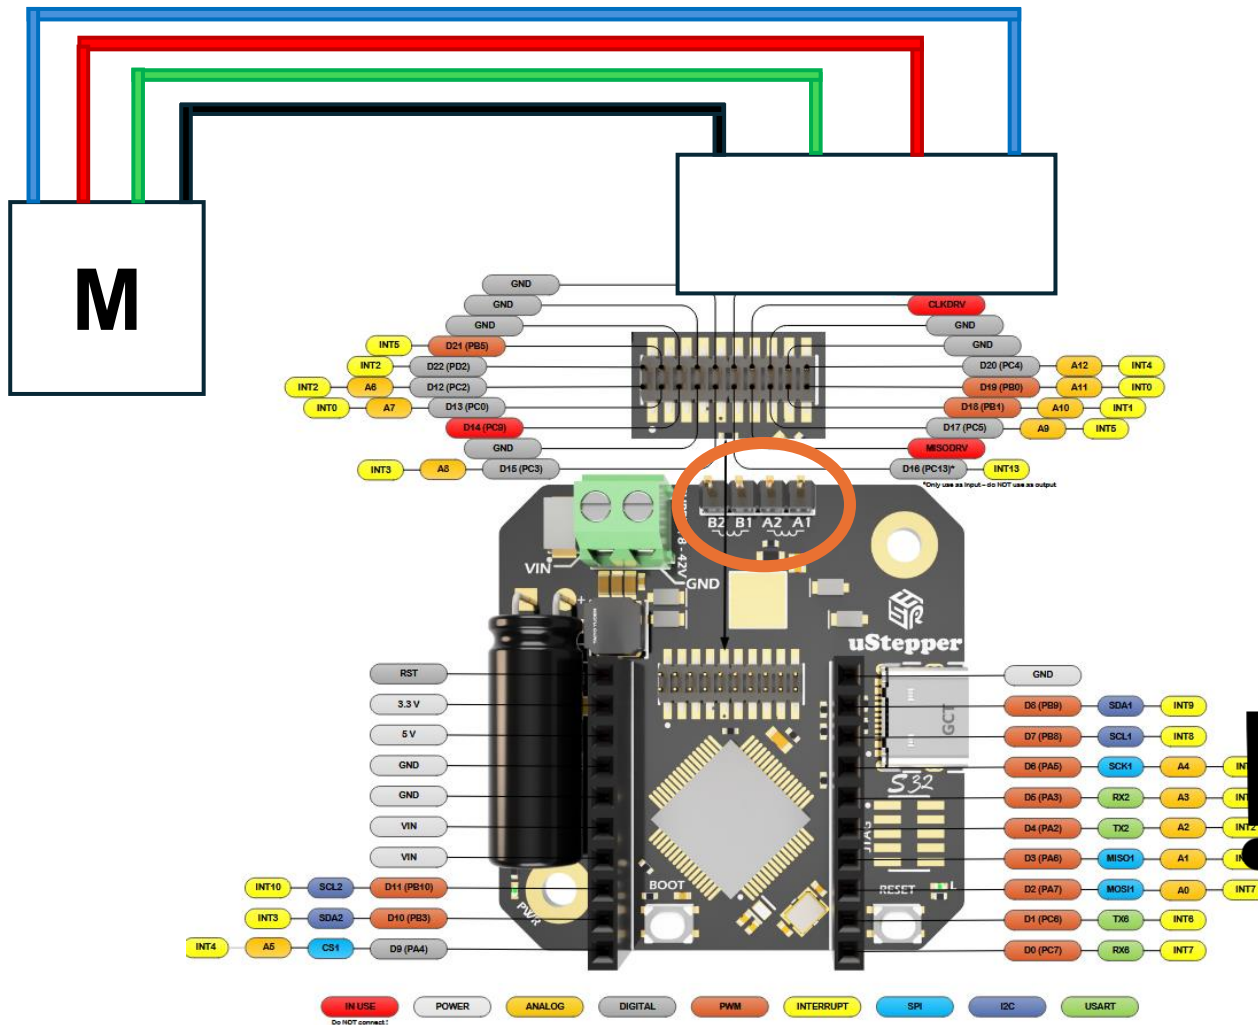 M
GND
GND
GND
INT5 D21 (PB5)
INT2 D22 (PD2)
INT2 A6 D12 (PC2)
INT0 A7 D13 (PC0)
D14 (PC9)
GND
INT3 A8 D15 (PC3)
CLKDRV
GND
GND
D20 (PC4) A12 INT4
D19 (PB0) A11 INT0
D18 (PB1) A10 INT1
D17 (PC5) A9 INT5
MISODRV
D16 (PC13)* INT13
*Only use as input – do NOT use as output
B2 B1 A2 A1
VIN
GND
8-42V
uStepper
GCT
S32
JTAG
BOOT
RESET
L
PWR
RST
3.3 V
5 V
GND
GND
VIN
VIN
INT10 SCL2 D11 (PB10)
INT3 SDA2 D10 (PB3)
INT4 A5 CS1 D9 (PA4)
GND
D8 (PB9) SDA1 INT9
D7 (PB8) SCL1 INT8
D6 (PA5) SCK1 A4
D5 (PA3) RX2 A3
D4 (PA2) TX2 A2 INT2
D3 (PA6) MISO1 A1
D2 (PA7) MOSI1 A0 INT7
D1 (PC6) TX6 INT6
D0 (PC7) RX6 INT7
IN USE POWER ANALOG DIGITAL PWM INTERRUPT SPI I2C USART
Do NOT connect !